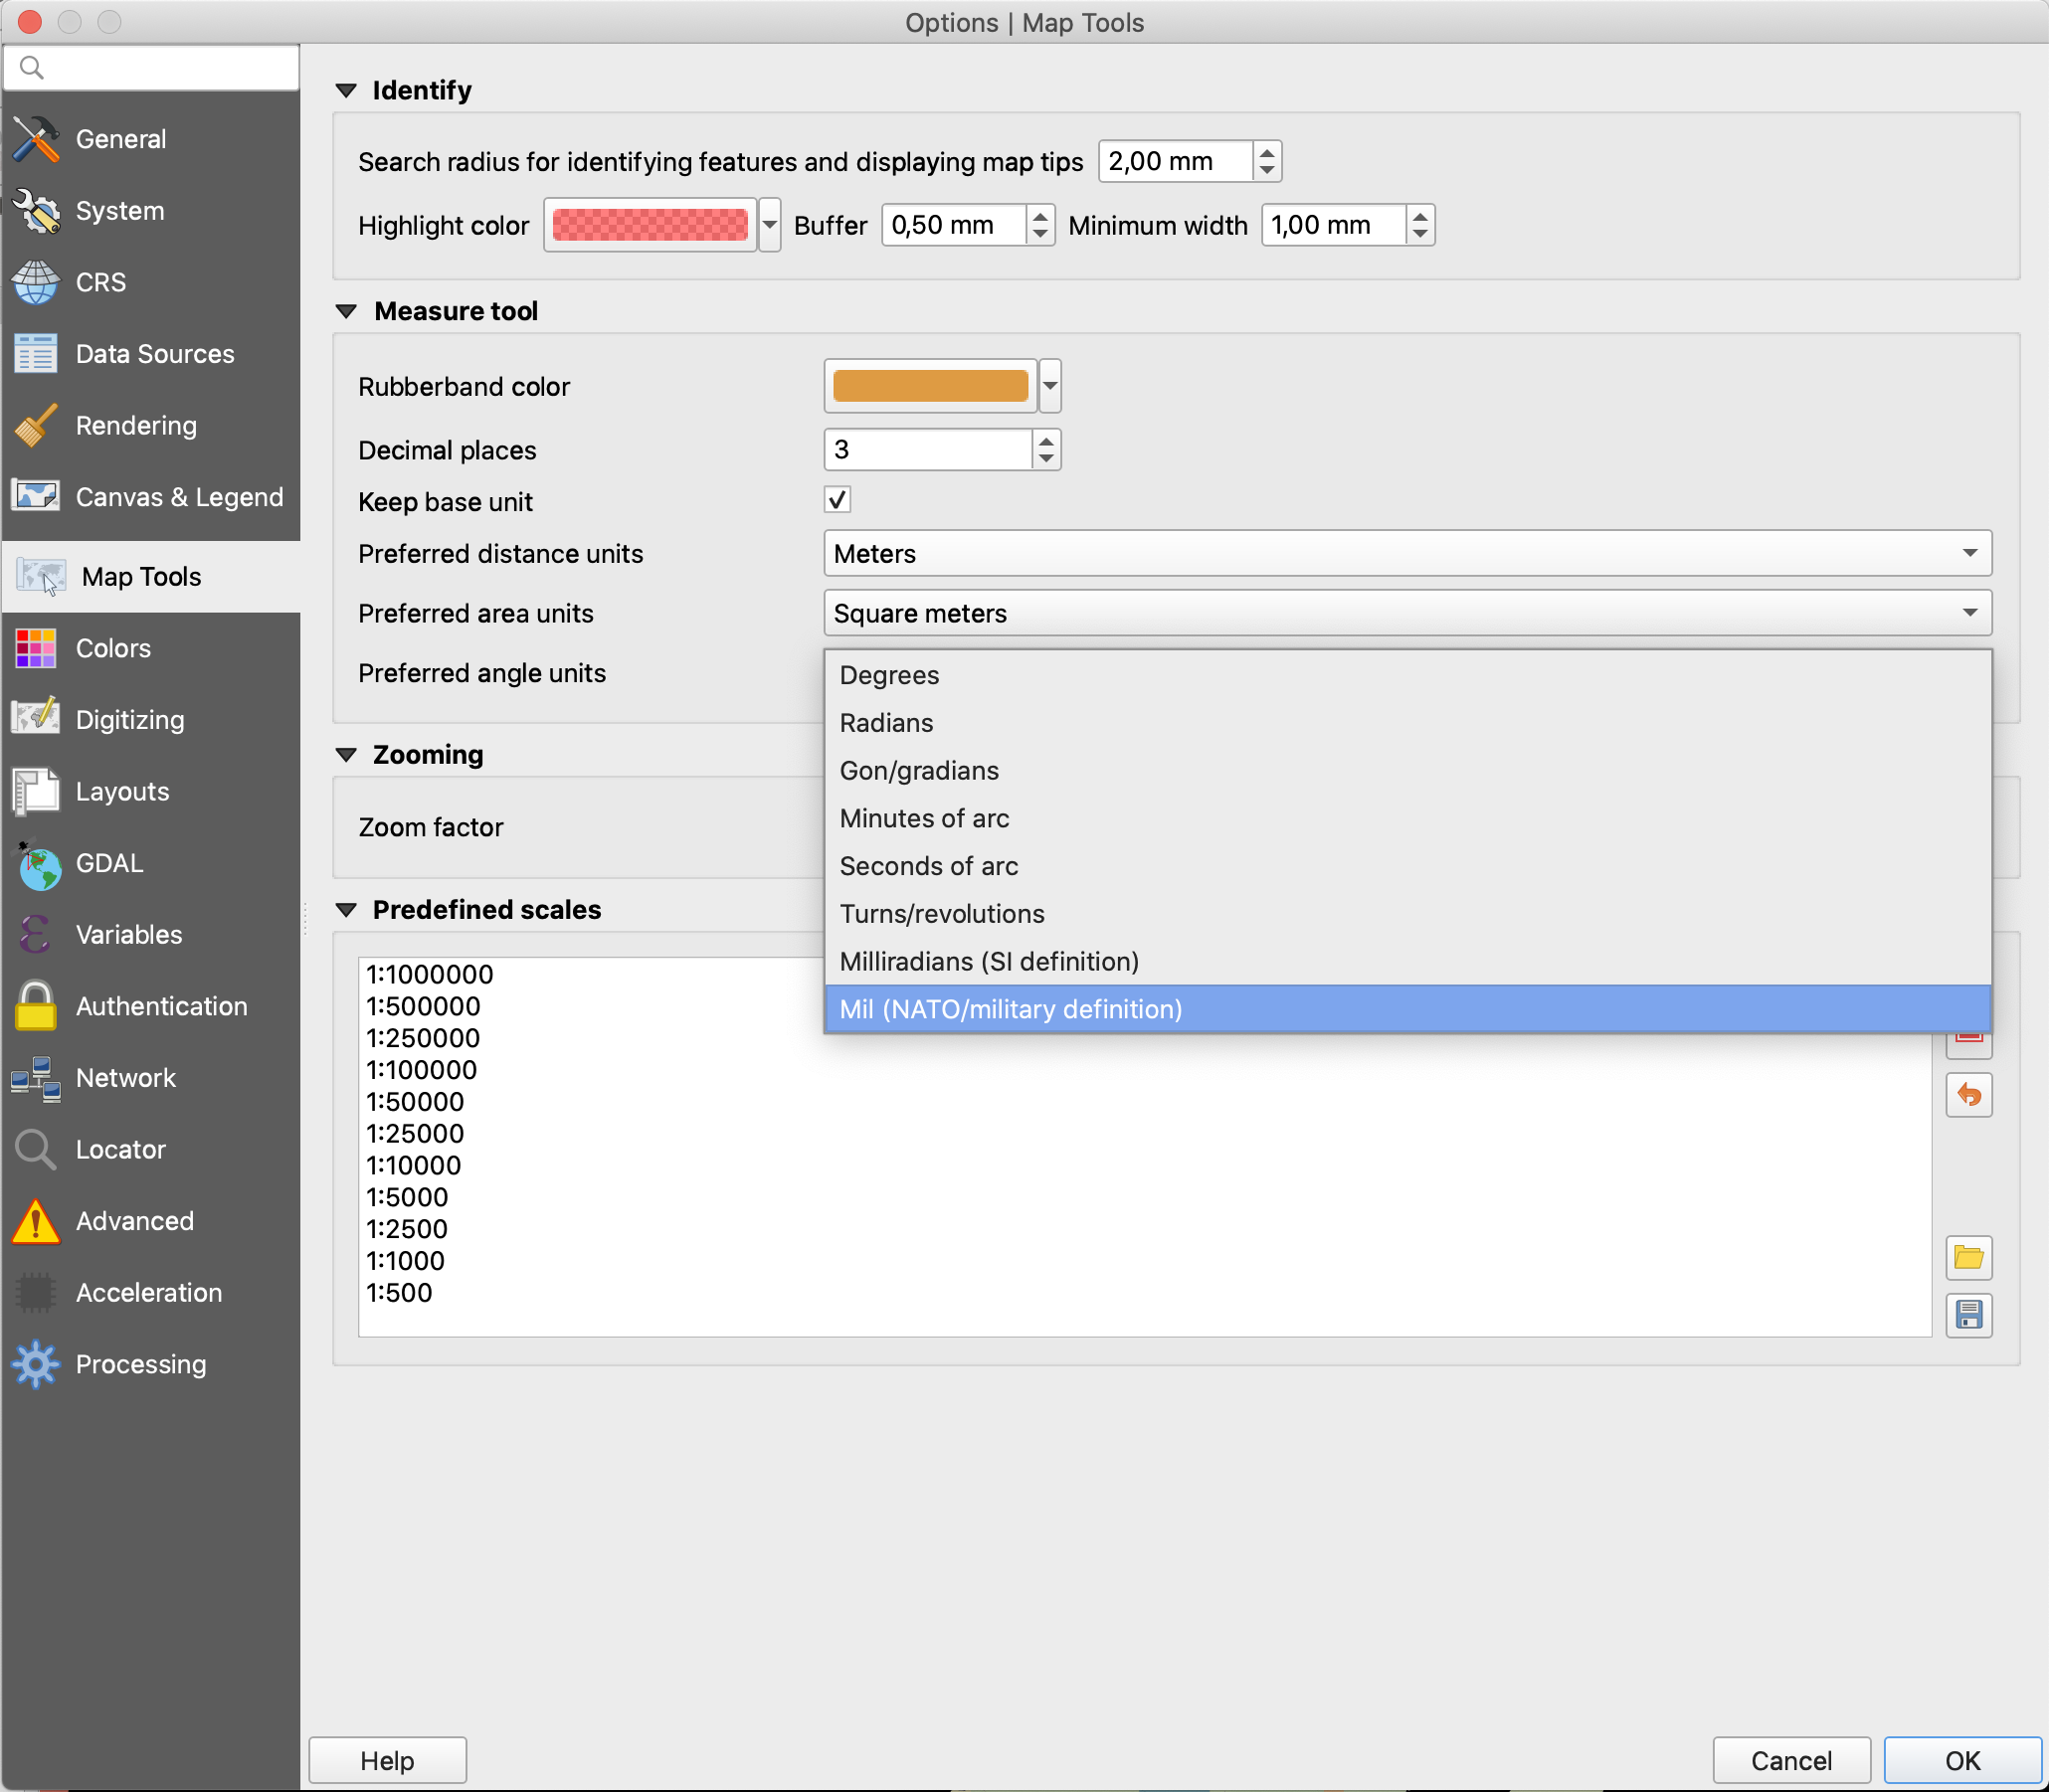 Options | Map Tools
General
System
CRS
Data Sources
Rendering
Canvas & Legend
Map Tools
Colors
Digitizing
Layouts
GDAL
Variables
Authentication
Network
Locator
Advanced
Acceleration
Processing
Identify
Search radius for identifying features and displaying map tips 2,00 mm
Highlight color Buffer 0,50 mm Minimum width 1,00 mm
Measure tool
Rubberband color
Decimal places 3
Keep base unit
Preferred distance units Meters
Preferred area units Square meters
Preferred angle units
Degrees
Radians
Gon/gradians
Minutes of arc
Seconds of arc
Turns/revolutions
Milliradians (SI definition)
Mil (NATO/military definition)
Zooming
Zoom factor
Predefined scales
1:1000000
1:500000
1:250000
1:100000
1:50000
1:25000
1:10000
1:5000
1:2500
1:1000
1:500
Help Cancel OK